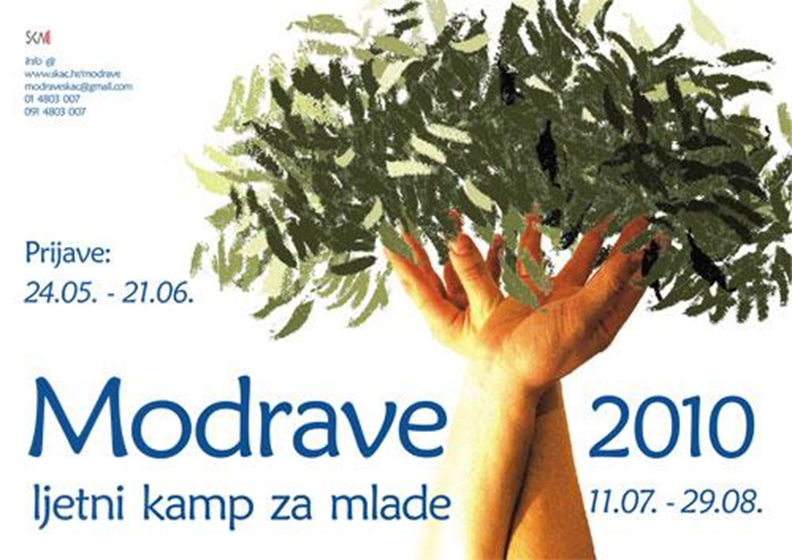 SKAC
Info @
www.skac.hr/modrave
modraveskac@gmail.com
01 4803 007
091 4803 007
Prijave:
24.05. - 21.06.
Modrave 2010
ljetni kamp za mlade 11.07. - 29.08.